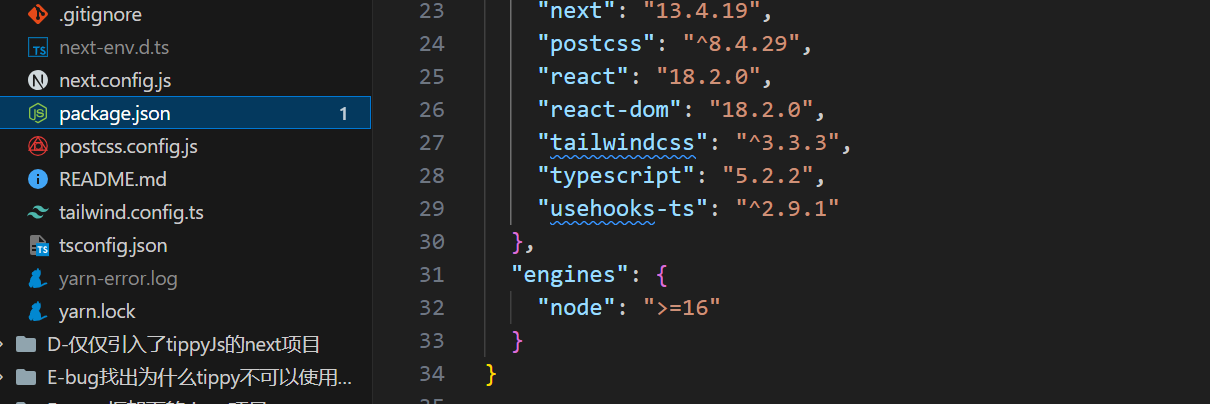 .gitignore
next-env.d.ts
next.config.js
package.json 1
postcss.config.js
README.md
tailwind.config.ts
tsconfig.json
yarn-error.log
yarn.lock
D-仅仅引入了tippyJs的next项目
E-bug找出为什么tippy不可以使用...
23 "next": "13.4.19",
24 "postcss": "^8.4.29",
25 "react": "18.2.0",
26 "react-dom": "18.2.0",
27 "tailwindcss": "^3.3.3",
28 "typescript": "5.2.2",
29 "usehooks-ts": "^2.9.1"
30 },
31 "engines": {
32 "node": ">=16"
33 }
34 }